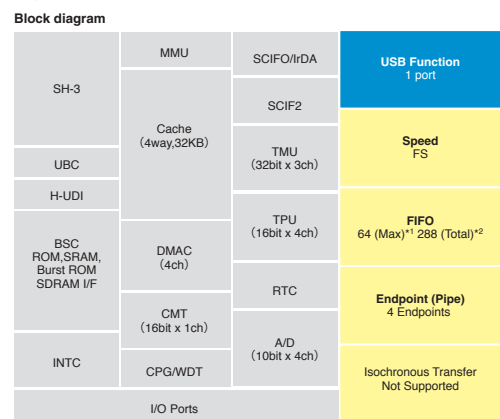 Block diagram
SH-3
UBC
H-UDI
BSC
ROM,SRAM,
Burst ROM
SDRAM I/F
INTC
MMU
Cache
(4way,32KB)
DMAC
(4ch)
CMT
(16bit x 1ch)
CPG/WDT
SCIFO/IrDA
SCIF2
TMU
(32bit x 3ch)
TPU
(16bit x 4ch)
RTC
A/D
(10bit x 4ch)
I/O Ports
USB Function
1 port
Speed
FS
FIFO
64 (Max)*1 288 (Total)*2
Endpoint (Pipe)
4 Endpoints
Isochronous Transfer
Not Supported